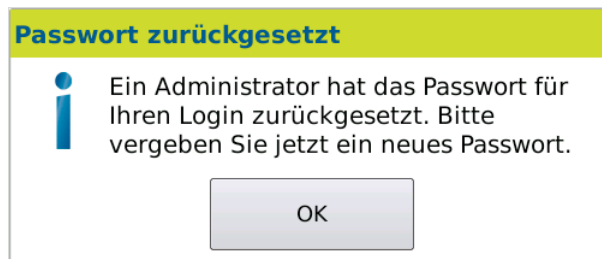 Passwort zurückgesetzt
Ein Administrator hat das Passwort für
Ihren Login zurückgesetzt. Bitte
vergeben Sie jetzt ein neues Passwort.
OK